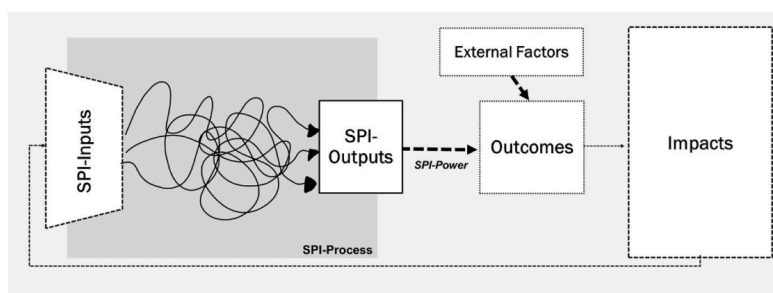 External Factors
SPI-Inputs
SPI-
Outputs
SPI-Power
Outcomes
Impacts
SPI-Process